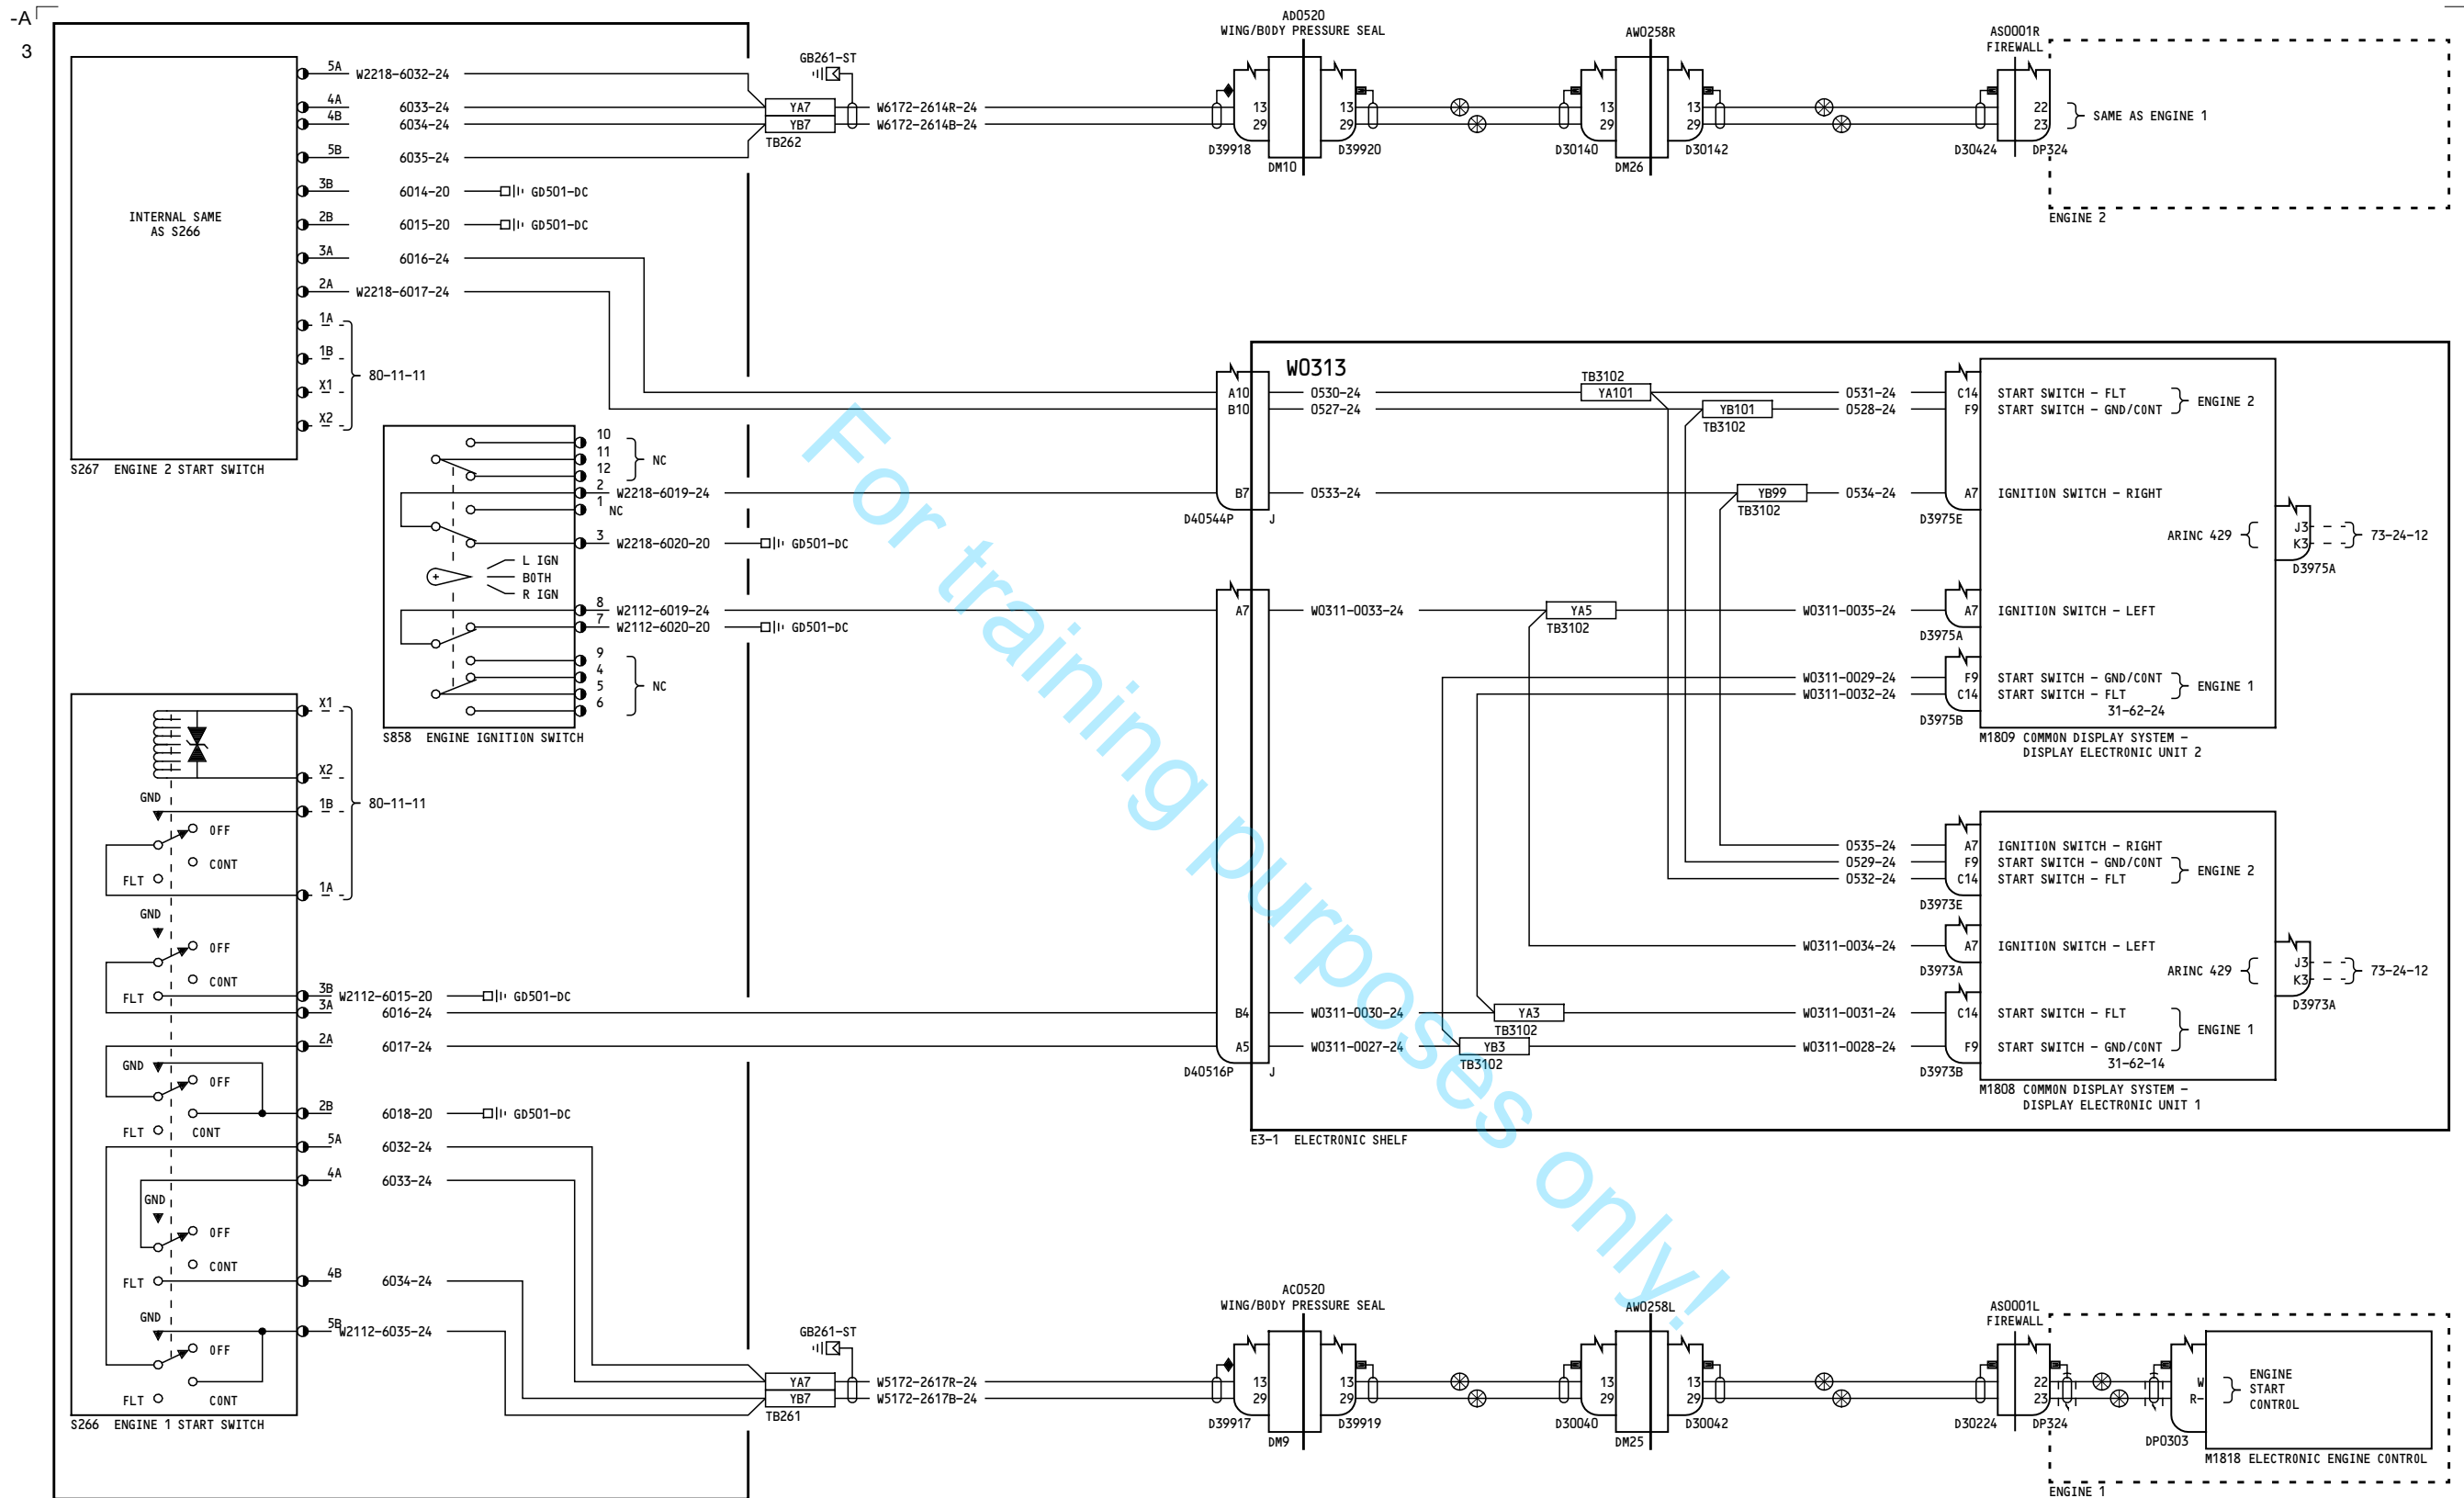 -A
3
5A W2218-6032-24
4A 6033-24
4B 6034-24
5B 6035-24
3B 6014-20 GD501-DC
2B 6015-20 GD501-DC
3A 6016-24
2A W2218-6017-24
1A
1B
X1
X2
80-11-11
INTERNAL SAME
AS S266
S267 ENGINE 2 START SWITCH
GB261-ST
YA7
YB7
TB262
W6172-2614R-24
W6172-2614B-24
AD0520
WING/BODY PRESSURE SEAL
13
29
13
29
D39918
D39920
DM10
AW0258R
13
29
13
29
D30140
D30142
DM26
AS0001R
FIREWALL
22
23
D30424
DP324
SAME AS ENGINE 1
ENGINE 2
10
11
12
NC
2 W2218-6019-24
1 NC
3 W2218-6020-20 GD501-DC
L IGN
BOTH
R IGN
8 W2112-6019-24
7 W2112-6020-20 GD501-DC
9
4
5
6
NC
S858 ENGINE IGNITION SWITCH
W0313
A10 0530-24
B10 0527-24
B7 0533-24
D40544P J
TB3102
YA101
YB101
TB3102
YB99
TB3102
0531-24 C14 START SWITCH - FLT
0528-24 F9 START SWITCH - GND/CONT
ENGINE 2
0534-24 A7 IGNITION SWITCH - RIGHT
D3975E
ARINC 429
J3
K3
73-24-12
D3975A
A7 W0311-0033-24
YA5
TB3102
W0311-0035-24 A7 IGNITION SWITCH - LEFT
D3975A
W0311-0029-24 F9 START SWITCH - GND/CONT
W0311-0032-24 C14 START SWITCH - FLT
ENGINE 1
31-62-24
D3975B
M1809 COMMON DISPLAY SYSTEM -
DISPLAY ELECTRONIC UNIT 2
0535-24 A7 IGNITION SWITCH - RIGHT
0529-24 F9 START SWITCH - GND/CONT
0532-24 C14 START SWITCH - FLT
ENGINE 2
D3973E
W0311-0034-24 A7 IGNITION SWITCH - LEFT
D3973A
ARINC 429
J3
K3
73-24-12
D3973A
B4 W0311-0030-24
YA3
TB3102
W0311-0031-24 C14 START SWITCH - FLT
A5 W0311-0027-24
YB3
TB3102
W0311-0028-24 F9 START SWITCH - GND/CONT
ENGINE 1
31-62-14
D3973B
D40516P J
M1808 COMMON DISPLAY SYSTEM -
DISPLAY ELECTRONIC UNIT 1
E3-1 ELECTRONIC SHELF
X1
X2
1B
1A
80-11-11
GND
OFF
CONT
FLT
GND
OFF
CONT
FLT
3B W2112-6015-20 GD501-DC
3A 6016-24
2A 6017-24
GND
OFF
2B 6018-20 GD501-DC
FLT CONT
5A 6032-24
4A 6033-24
GND
OFF
CONT
FLT
4B 6034-24
GND
5B W2112-6035-24
OFF
FLT CONT
S266 ENGINE 1 START SWITCH
GB261-ST
YA7
YB7
TB261
W5172-2617R-24
W5172-2617B-24
AC0520
WING/BODY PRESSURE SEAL
13
29
13
29
D39917
D39919
DM9
AW0258L
13
29
13
29
D30040
D30042
DM25
AS0001L
FIREWALL
22
23
D30224
DP324
W
R-
DP0303
ENGINE
START
CONTROL
M1818 ELECTRONIC ENGINE CONTROL
ENGINE 1
For training purposes only!